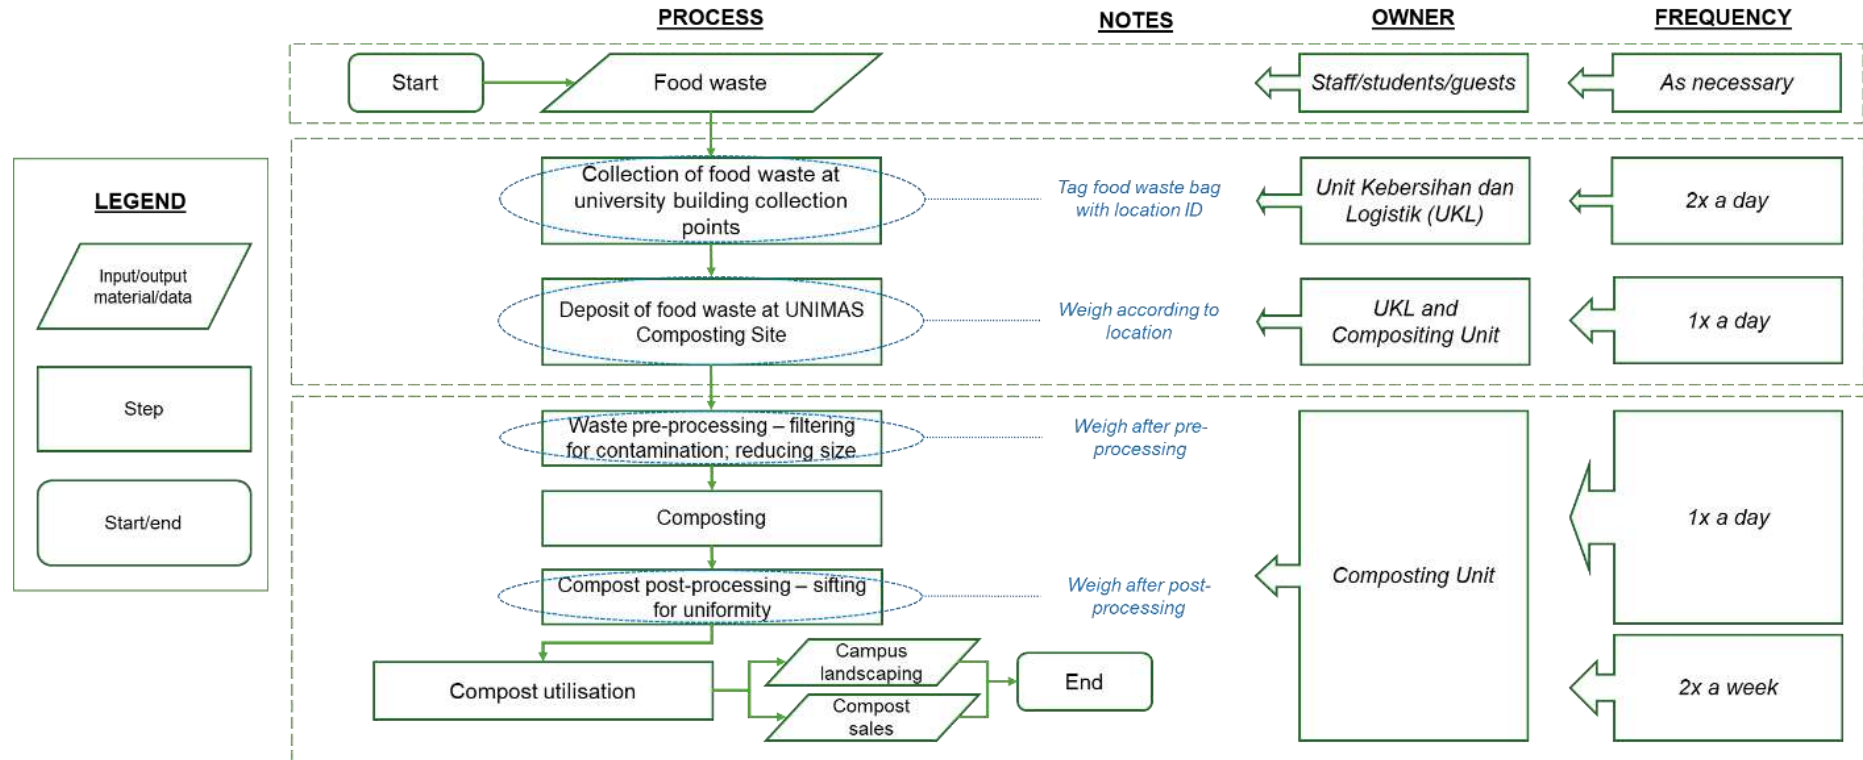 PROCESS
NOTES
OWNER
FREQUENCY
Start
Food waste
Staff/students/guests
As necessary
LEGEND
Input/output
material/data
Step
Start/end
Collection of food waste at
university building collection
points
Tag food waste bag
with location ID
Unit Kebersihan dan
Logistik (UKL)
2x a day
Deposit of food waste at UNIMAS
Composting Site
Weigh according to
location
UKL and
Compositing Unit
1x a day
Waste pre-processing – filtering
for contamination; reducing size
Weigh after pre-
processing
Composting
Compost post-processing – sifting
for uniformity
Weigh after post-
processing
Composting Unit
1x a day
Compost utilisation
Campus
landscaping
Compost
sales
End
2x a week